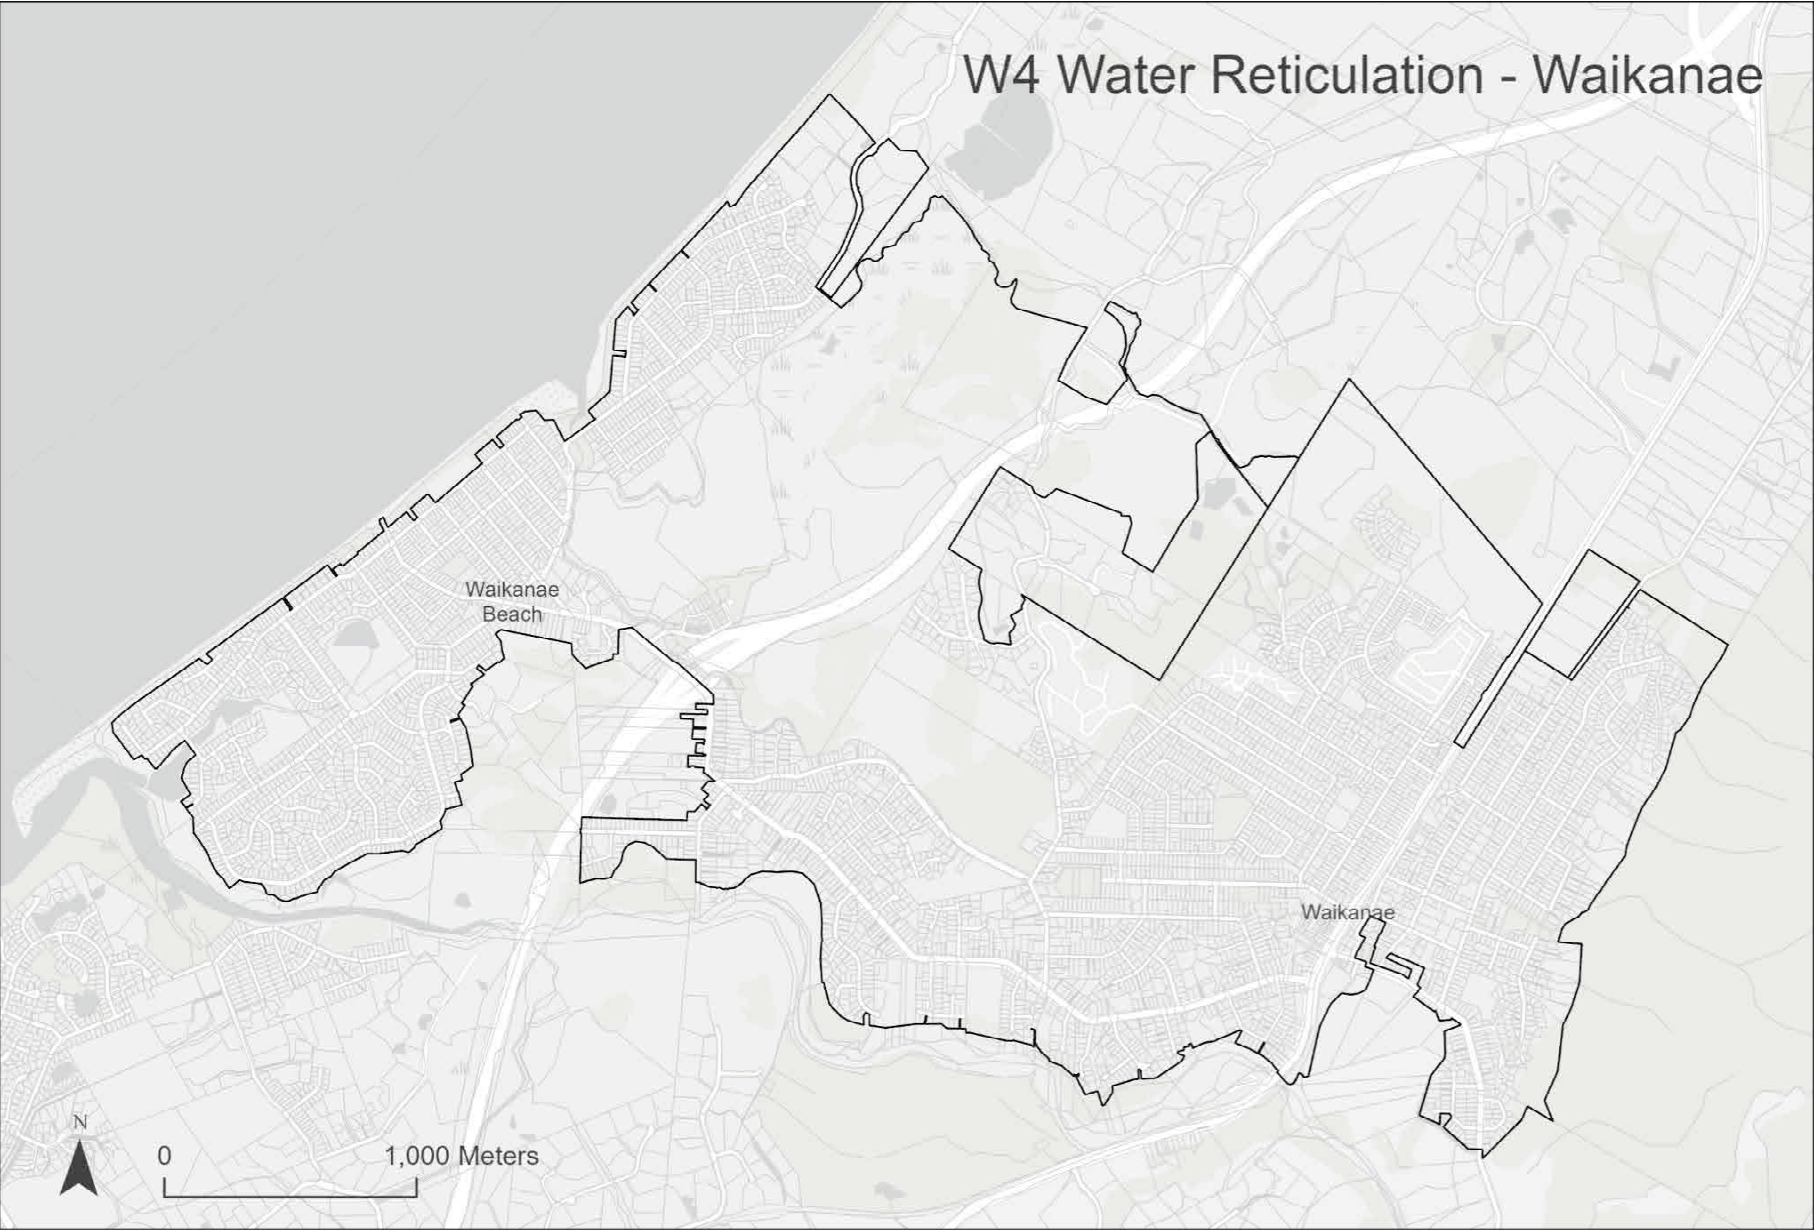 W4 Water Reticulation - Waikanae
Waikanae
Beach
Waikanae
N
0 1,000 Meters